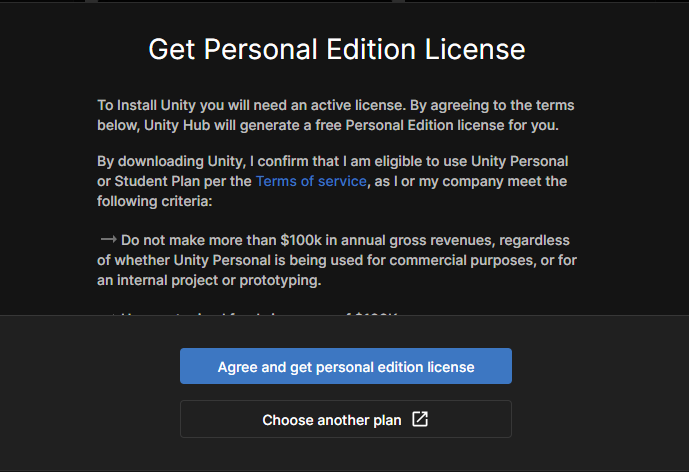 Get Personal Edition License
To Install Unity you will need an active license. By agreeing to the terms
below, Unity Hub will generate a free Personal Edition license for you.
By downloading Unity, I confirm that I am eligible to use Unity Personal
or Student Plan per the Terms of service, as I or my company meet the
following criteria:
→ Do not make more than $100k in annual gross revenues, regardless
of whether Unity Personal is being used for commercial purposes, or for
an internal project or prototyping.
Agree and get personal edition license
Choose another plan